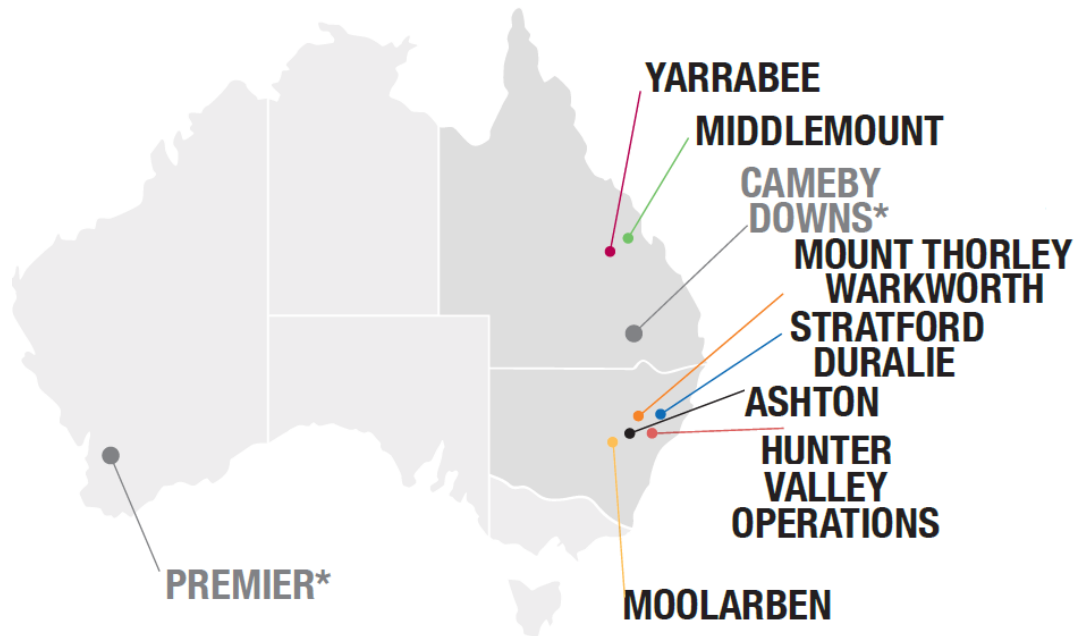 YARRABEE
MIDDLEMOUNT
CAMEBY
DOWNS*
MOUNT THORLEY
WARKWORTH
STRATFORD
DURALIE
ASHTON
HUNTER
VALLEY
OPERATIONS
PREMIER*
MOOLARBEN